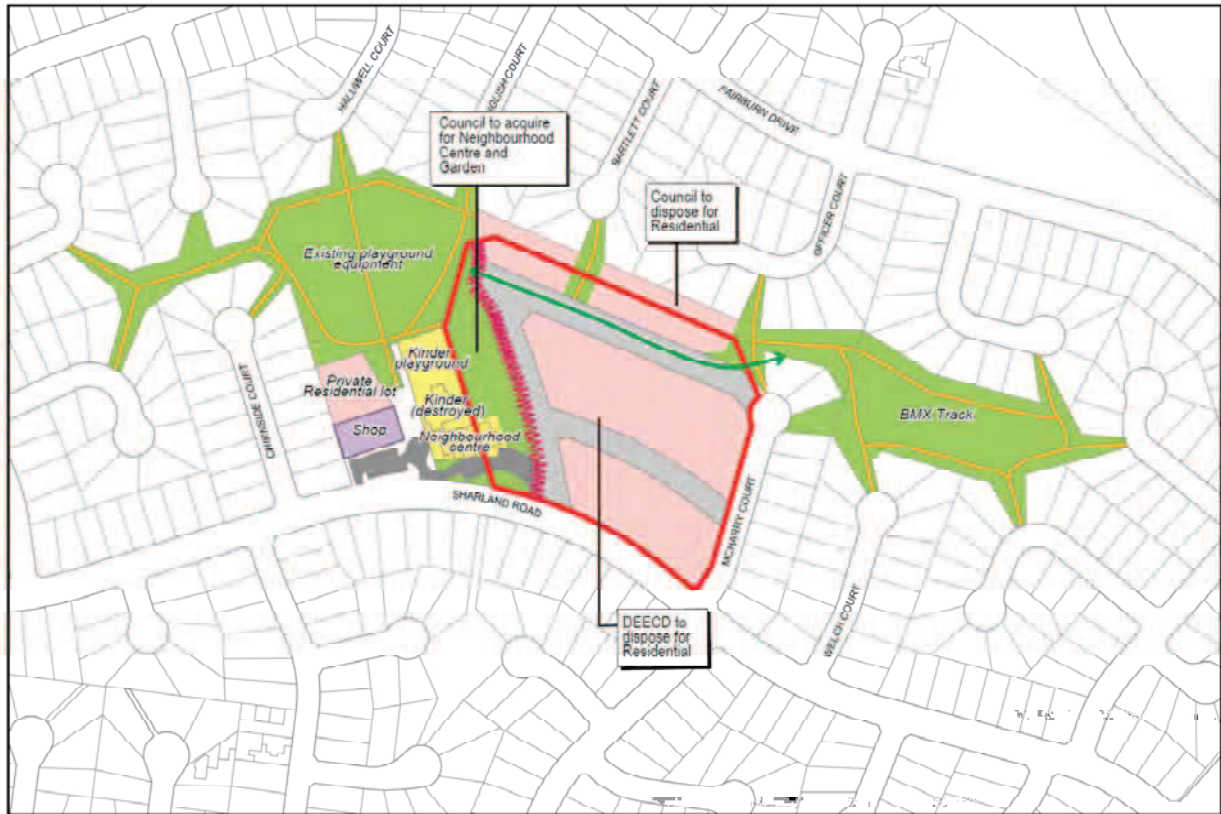 HALLIWELL COURT
GLISH COURT
Council to acquire
for Neighbourhood
Centre and
Garden
BARTLETT COURT
FAIRBURN DRIVE
Council to
dispose for
Residential
OFFICER COURT
Existing playground
equipment
Kinder
playground
Private
Residential lot
Kinder
(destroyed)
Shop
Neighbourhood
centre
CHIRNSIDE COURT
BMX Track
SHARLAND ROAD
MCHARRY COURT
WELCH COURT
DEECD to
dispose for
Residential